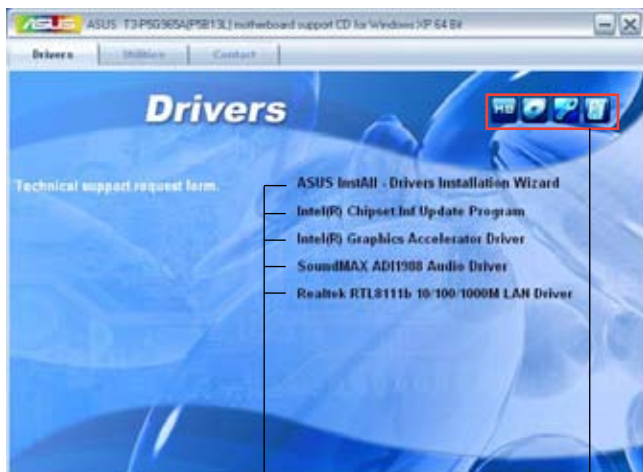 ASUS ASUS T3-P5G965A(P5B13L) motherboard support CD for Windows XP 64 Bit
Drivers Utilities Contact
Drivers
Technical support request form.
ASUS InstAll - Drivers Installation Wizard
Intel(R) Chipset Inf Update Program
Intel(R) Graphics Accelerator Driver
SoundMAX ADI1988 Audio Driver
Realtek RTL8111b 10/100/1000M LAN Driver